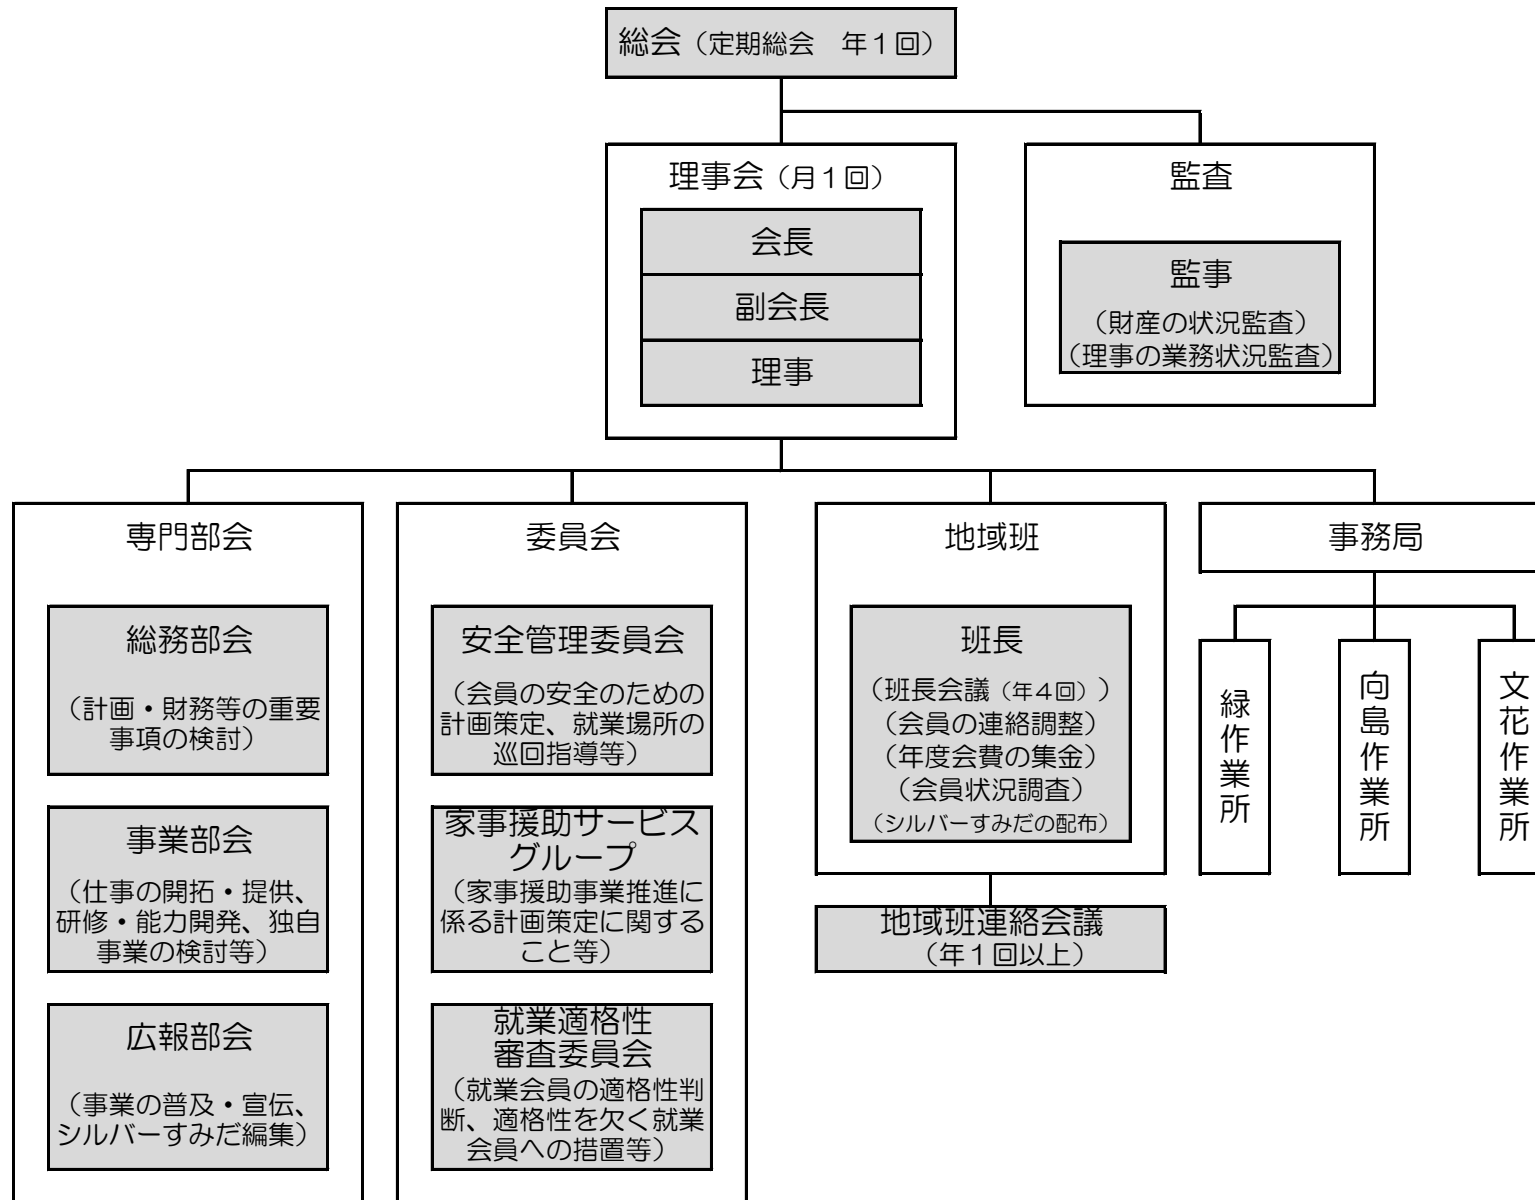 総会（定期総会　年１回）
理事会（月１回）
会長
副会長
理事
監査
監事
（財産の状況監査）
（理事の業務状況監査）
専門部会
総務部会
（計画・財務等の重要
事項の検討）
事業部会
（仕事の開拓・提供、
研修・能力開発、独自
事業の検討等）
広報部会
（事業の普及・宣伝、
シルバーすみだ編集）
委員会
安全管理委員会
（会員の安全のための
計画策定、就業場所の
巡回指導等）
家事援助サービス
グループ
（家事援助事業推進に
係る計画策定に関する
こと等）
就業適格性
審査委員会
（就業会員の適格性判
断、適格性を欠く就業
会員への措置等）
地域班
班長
（班長会議（年４回））
（会員の連絡調整）
（年度会費の集金）
（会員状況調査）
（シルバーすみだの配布）
地域班連絡会議
（年１回以上）
事務局
緑作業所
向島作業所
文花作業所